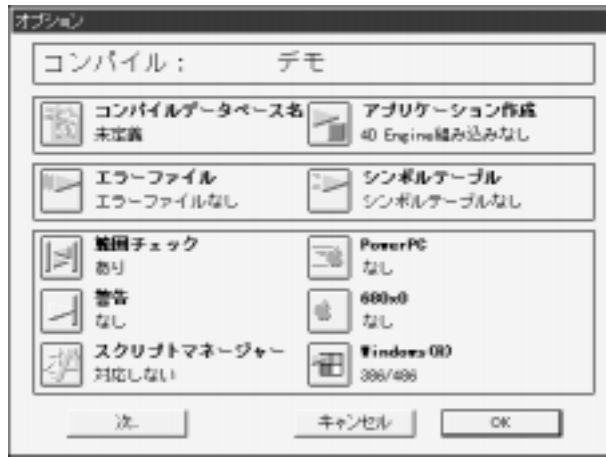 オプション
コンパイル： デモ
コンパイルデータベース名
未定義
アプリケーション作成
4D Engine組み込みなし
エラーファイル
エラーファイルなし
シンボルテーブル
シンボルテーブルなし
範囲チェック
あり
PowerPC
なし
警告
なし
680x0
なし
スクリプトマネージャー
対応しない
Windows(R)
386/486
次...
キャンセル
OK